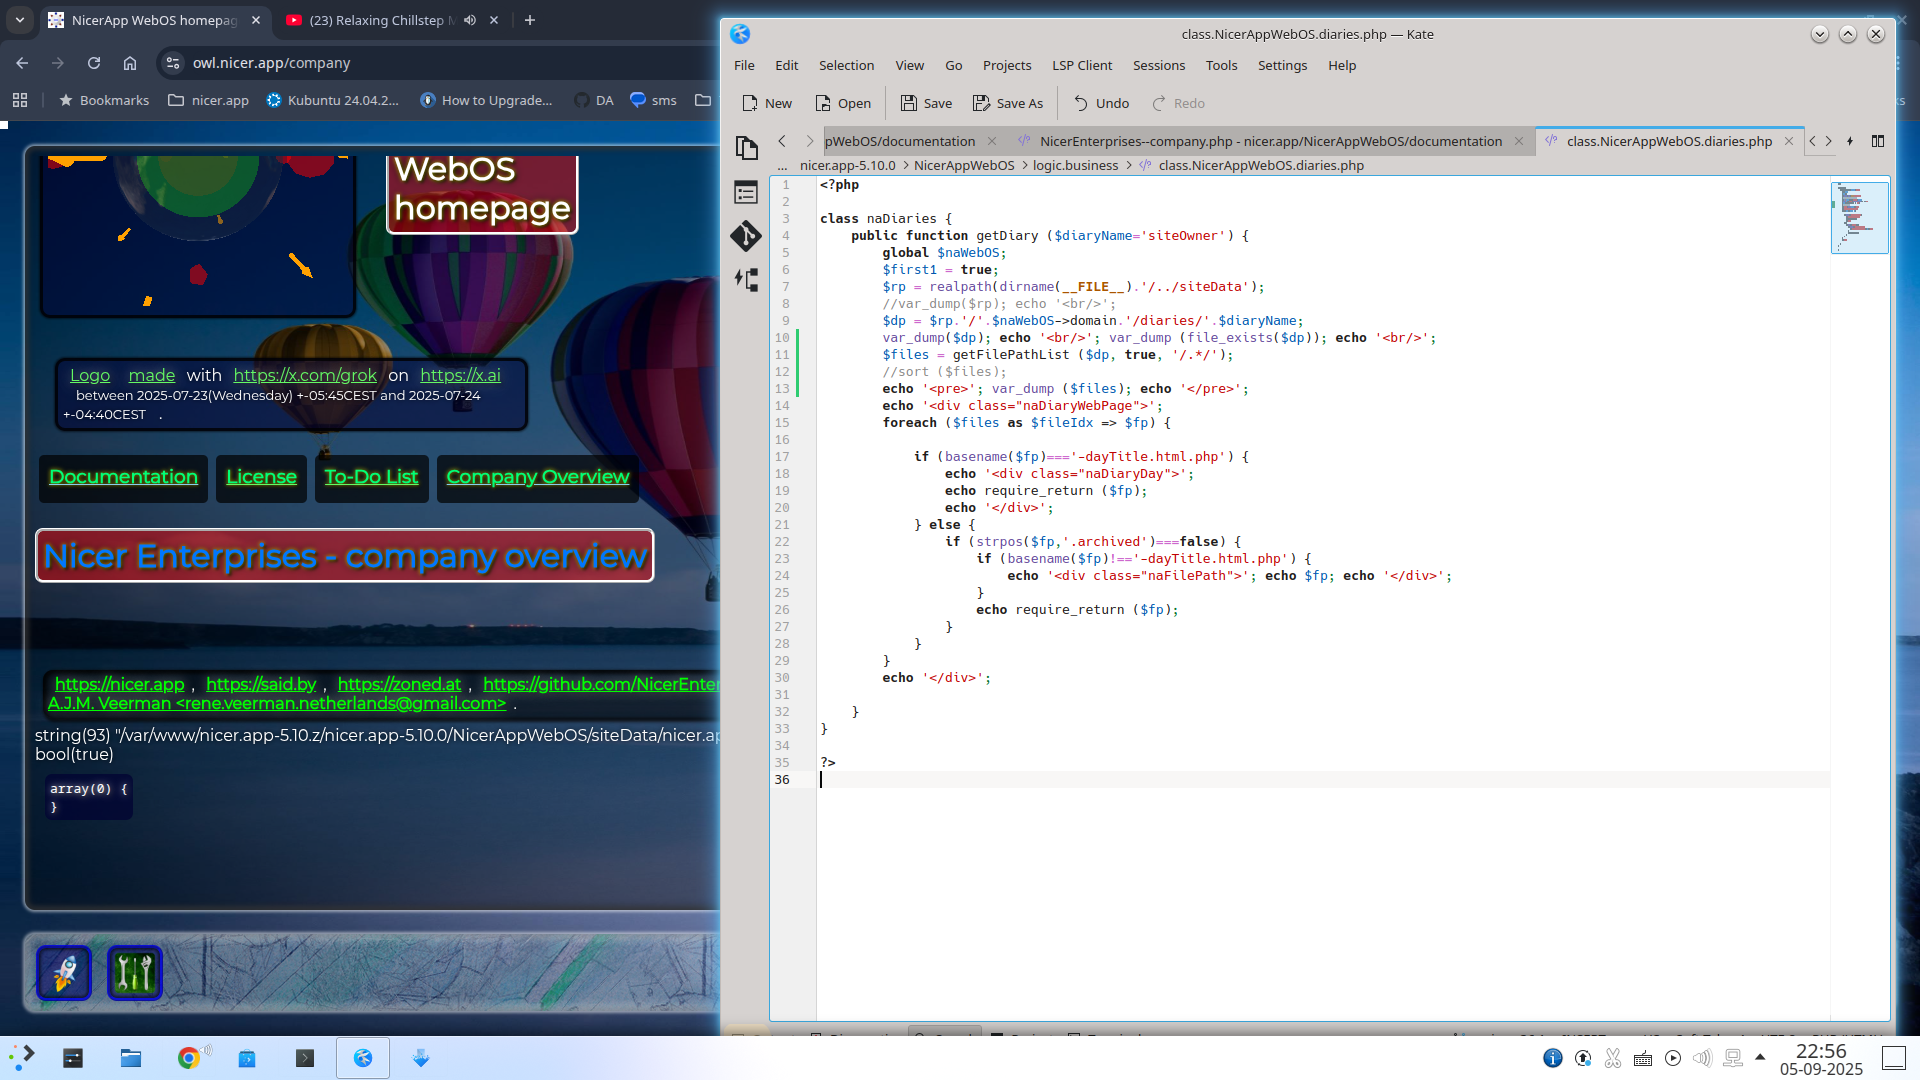 NicerApp WebOS homepag
(23) Relaxing Chillstep M
owl.nicer.app/company
Bookmarks
nicer.app
Kubuntu 24.04.2...
How to Upgrade...
DA
sms
WebOS
homepage
Logo made with https://x.com/grok on https://x.ai
between 2025-07-23(Wednesday) +-05:45CEST and 2025-07-24
+-04:40CEST .
Documentation
License
To-Do List
Company Overview
Nicer Enterprises - company overview
https://nicer.app , https://said.by , https://zoned.at , https://github.com/NicerEnter
A.J.M. Veerman <rene.veerman.netherlands@gmail.com> .
string(93) "/var/www/nicer.app-5.10.z/nicer.app-5.10.0/NicerAppWebOS/siteData/nicer.ap
bool(true)
array(0) {
}
class.NicerAppWebOS.diaries.php — Kate
File Edit Selection View Go Projects LSP Client Sessions Tools Settings Help
New Open Save Save As Undo Redo
pWebOS/documentation
NicerEnterprises--company.php - nicer.app/NicerAppWebOS/documentation
class.NicerAppWebOS.diaries.php
... nicer.app-5.10.0 > NicerAppWebOS > logic.business > class.NicerAppWebOS.diaries.php
1 <?php
2
3 class naDiaries {
4     public function getDiary ($diaryName='siteOwner') {
5         global $naWebOS;
6         $first1 = true;
7         $rp = realpath(dirname(__FILE__).'/../siteData');
8         //var_dump($rp); echo '<br/>';
9         $dp = $rp.'/'.$naWebOS->domain.'/diaries/'.$diaryName;
10         var_dump($dp); echo '<br/>'; var_dump (file_exists($dp)); echo '<br/>';
11         $files = getFilePathList ($dp, true, '/.*/');
12         //sort ($files);
13         echo '<pre>'; var_dump ($files); echo '</pre>';
14         echo '<div class="naDiaryWebPage">';
15         foreach ($files as $fileIdx => $fp) {
16
17             if (basename($fp)==='-dayTitle.html.php') {
18                 echo '<div class="naDiaryDay">';
19                 echo require_return ($fp);
20                 echo '</div>';
21             } else {
22                 if (strpos($fp,'.archived')===false) {
23                     if (basename($fp)!=='-dayTitle.html.php') {
24                         echo '<div class="naFilePath">'; echo $fp; echo '</div>';
25                     }
26                     echo require_return ($fp);
27                 }
28             }
29         }
30         echo '</div>';
31
32     }
33 }
34
35 ?>
36
22:56
05-09-2025